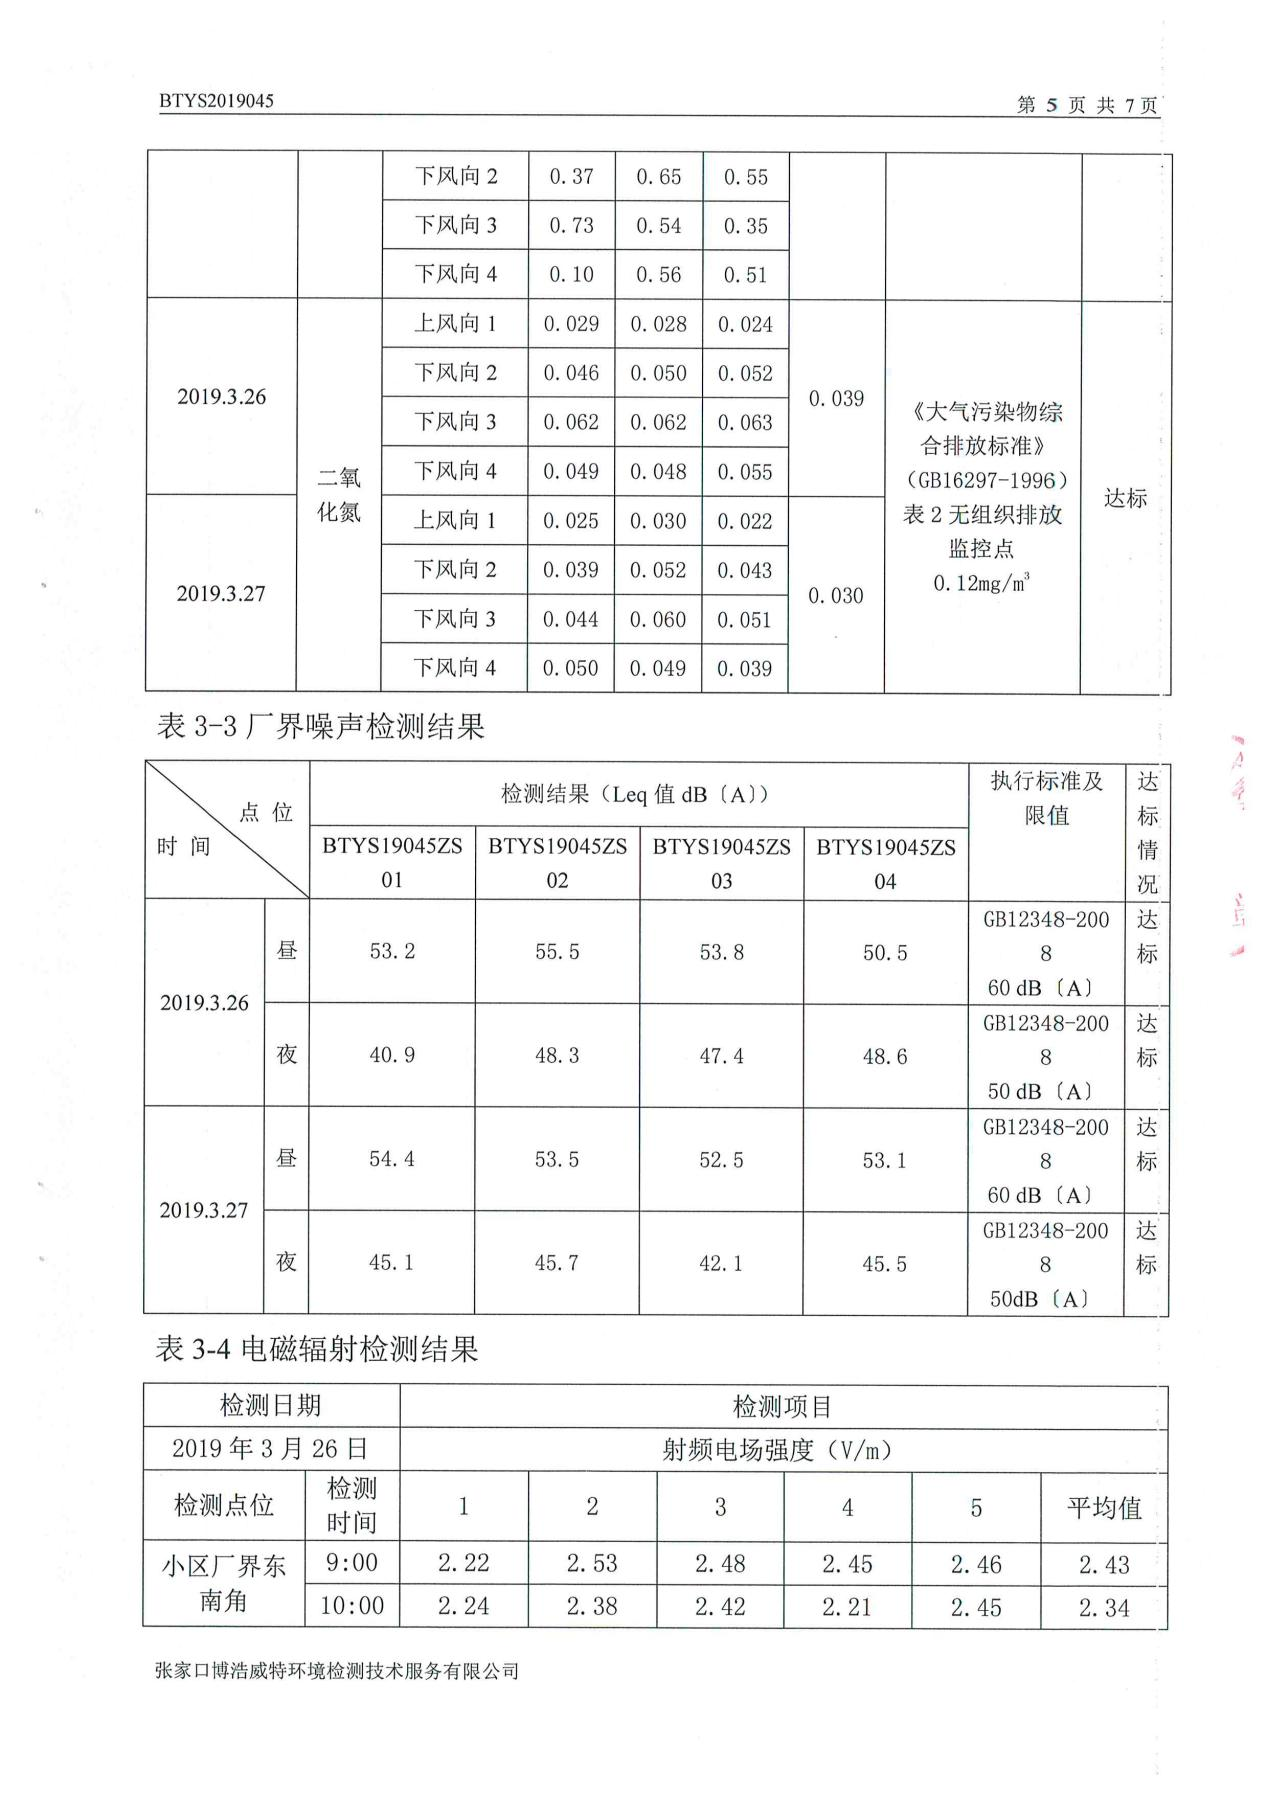 BTYS2019045
第 5 页 共 7 页
下风向 2 0.37 0.65 0.55
下风向 3 0.73 0.54 0.35
下风向 4 0.10 0.56 0.51
2019.3.26
二氧
化氮
上风向 1 0.029 0.028 0.024
下风向 2 0.046 0.050 0.052
下风向 3 0.062 0.062 0.063
下风向 4 0.049 0.048 0.055
0.039
《大气污染物综
合排放标准》
（GB16297-1996）
表 2 无组织排放
监控点
0.12mg/m³
达标
2019.3.27
上风向 1 0.025 0.030 0.022
下风向 2 0.039 0.052 0.043
下风向 3 0.044 0.060 0.051
下风向 4 0.050 0.049 0.039
0.030
表 3-3 厂界噪声检测结果
点 位
时 间
检测结果（Leq 值 dB〔A〕）
执行标准及
限值
达
标
情
况
BTYS19045ZS
01
BTYS19045ZS
02
BTYS19045ZS
03
BTYS19045ZS
04
2019.3.26
昼 53.2 55.5 53.8 50.5
GB12348-200
8
60 dB〔A〕
达
标
夜 40.9 48.3 47.4 48.6
GB12348-200
8
50 dB〔A〕
达
标
2019.3.27
昼 54.4 53.5 52.5 53.1
GB12348-200
8
60 dB〔A〕
达
标
夜 45.1 45.7 42.1 45.5
GB12348-200
8
50dB〔A〕
达
标
表 3-4 电磁辐射检测结果
检测日期 检测项目
2019 年 3 月 26 日 射频电场强度（V/m）
检测点位
检测
时间
1 2 3 4 5 平均值
小区厂界东
南角
9:00 2.22 2.53 2.48 2.45 2.46 2.43
10:00 2.24 2.38 2.42 2.21 2.45 2.34
张家口博浩威特环境检测技术服务有限公司